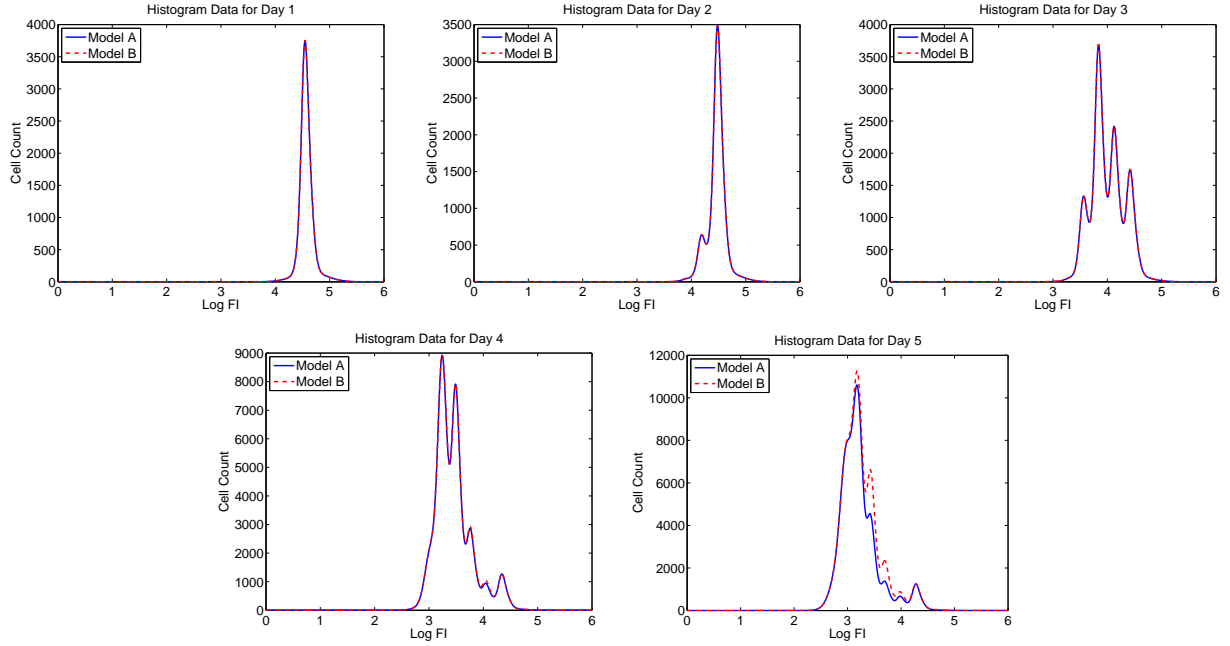 Histogram Data for Day 1
4000
3500
3000
2500
2000
1500
1000
500
0
Cell Count
Model A
Model B
0 1 2 3 4 5 6
Log FI
Histogram Data for Day 2
3500
3000
2500
2000
1500
1000
500
0
Cell Count
Model A
Model B
0 1 2 3 4 5 6
Log FI
Histogram Data for Day 3
4000
3500
3000
2500
2000
1500
1000
500
0
Cell Count
Model A
Model B
0 1 2 3 4 5 6
Log FI
Histogram Data for Day 4
9000
8000
7000
6000
5000
4000
3000
2000
1000
0
Cell Count
Model A
Model B
0 1 2 3 4 5 6
Log FI
Histogram Data for Day 5
12000
10000
8000
6000
4000
2000
0
Cell Count
Model A
Model B
0 1 2 3 4 5 6
Log FI